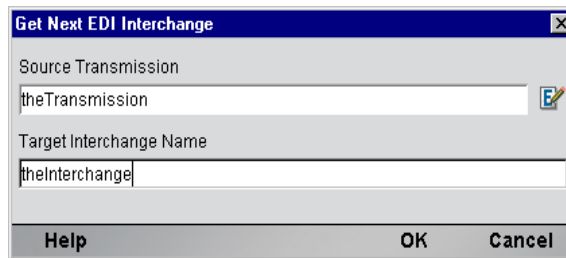 Get Next EDI Interchange
Source Transmission
theTransmission
Target Interchange Name
theInterchange
Help OK Cancel